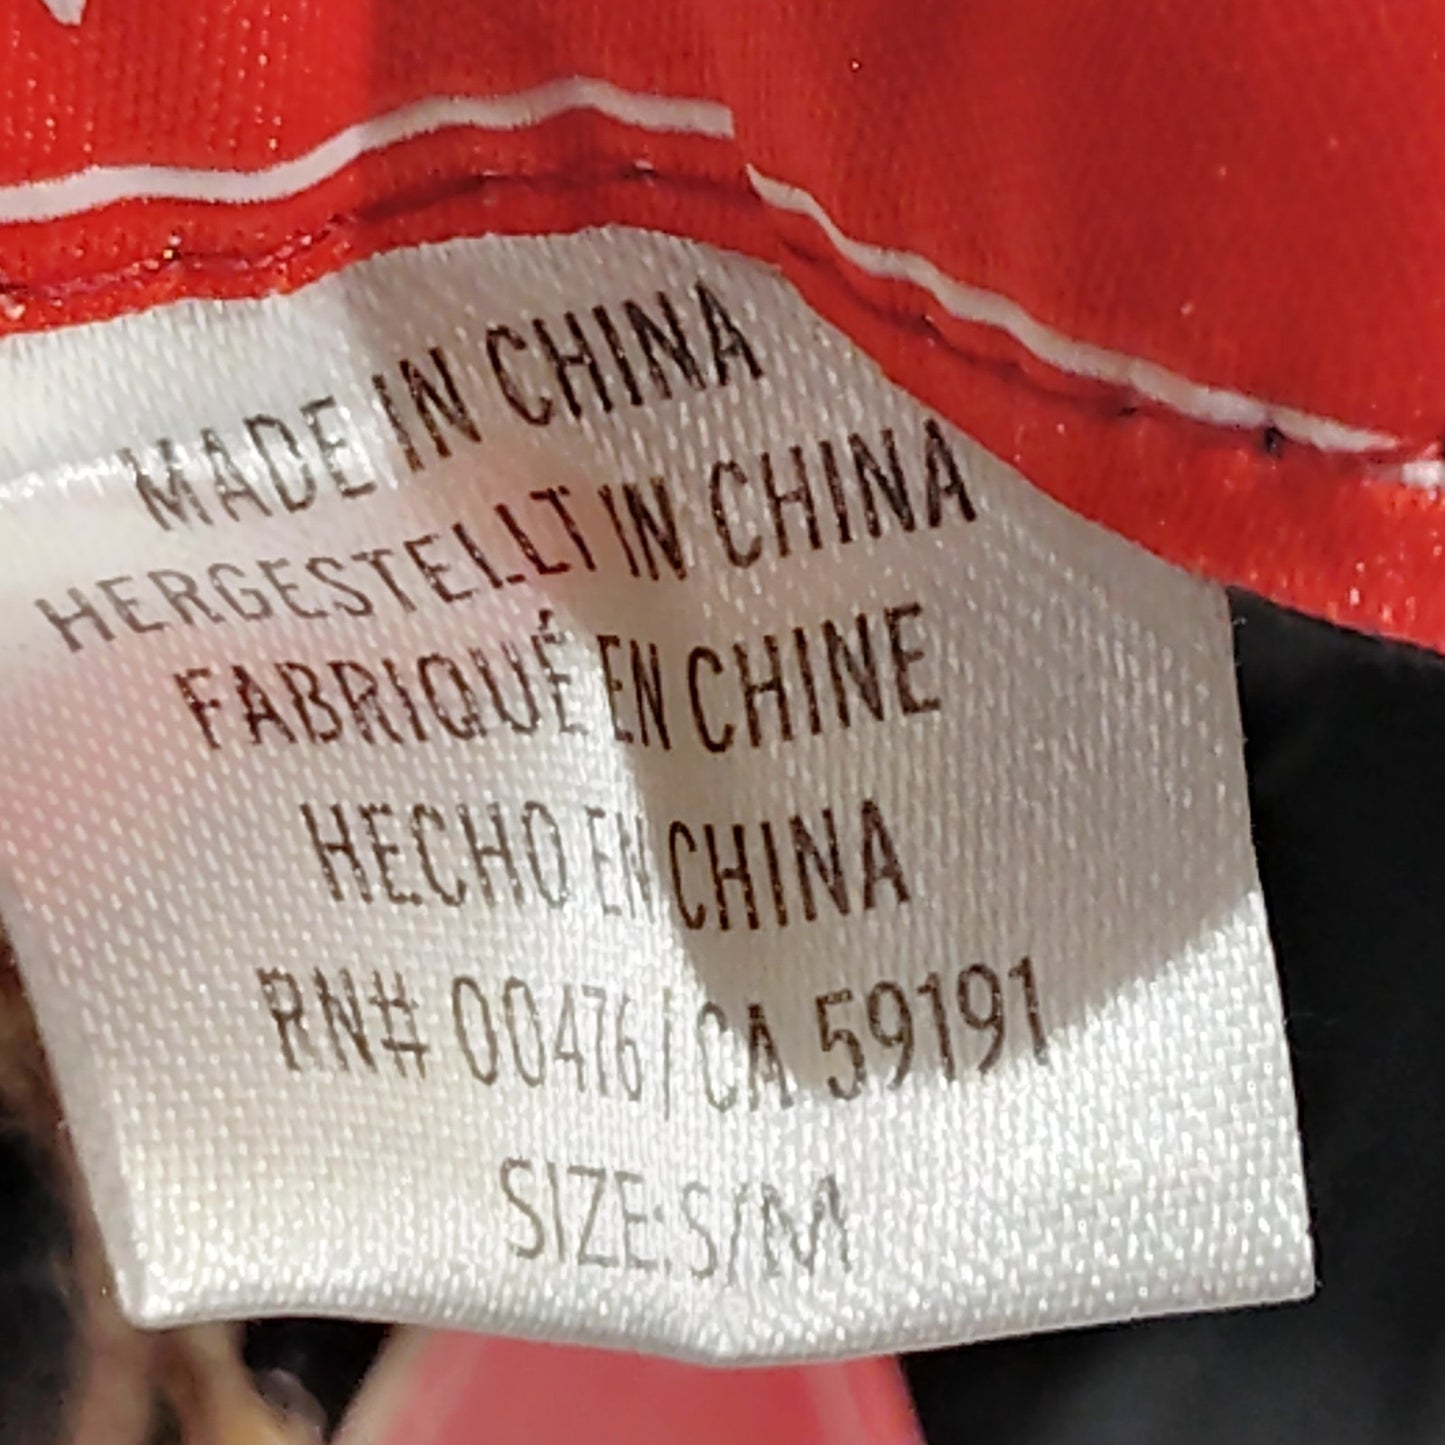 MADE IN CHINA
HERGESTELLT IN CHINA
FABRIQUÉ EN CHINE
HECHO EN CHINA
RN# 00476 / CA 59191
SIZE: S/M